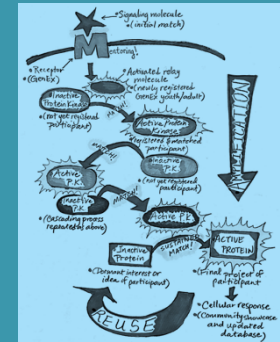 • Signaling molecule
• (initial match)
Mentoring!
• Receptor
• (GenEx)
Activated relay
molecule
• (newly registered
GenEx youth/adult)
Inactive
Protein Kinase
• (not yet registered
participant)
Active Protein
Kinase
• (registered & matched
participant)
Inactive
P.K.
• (not yet registered
participant)
Active
P.K.
Inactive
P.K.
• (Cascading process
repeated as above)
Active PK
SUSTAINED
MATCH!
Inactive
Protein
• (Dormant interest or
idea of participant)
ACTIVE
PROTEIN
• (Final project of
participant
• Cellular response
• (Community showcase
and updated
database)
REUSE